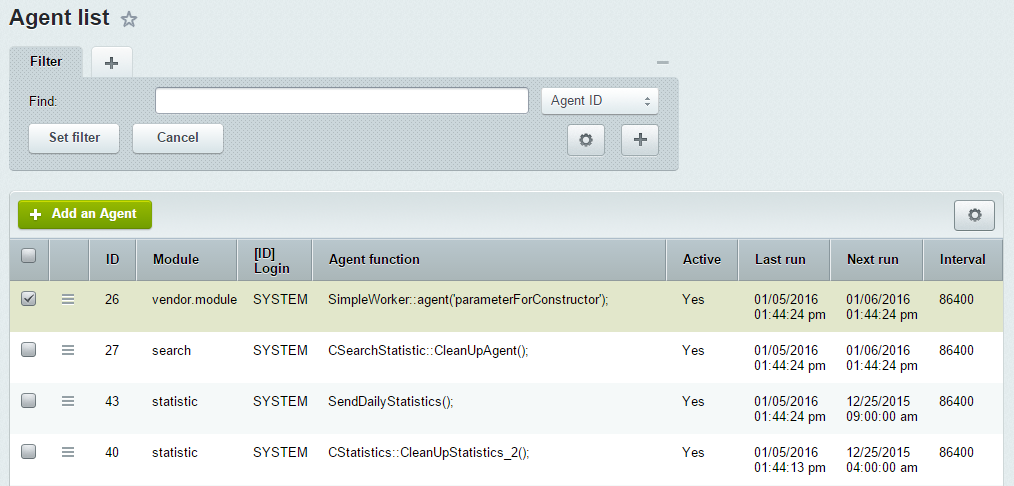 Agent list
Filter
Find:
Agent ID
Set filter Cancel
Add an Agent
ID Module [ID] Login Agent function Active Last run Next run Interval
26 vendor.module SYSTEM SimpleWorker::agent('parameterForConstructor'); Yes 01/05/2016 01:44:24 pm 01/06/2016 01:44:24 pm 86400
27 search SYSTEM CSearchStatistic::CleanUpAgent(); Yes 01/05/2016 01:44:24 pm 01/06/2016 01:44:24 pm 86400
43 statistic SYSTEM SendDailyStatistics(); Yes 01/05/2016 01:44:24 pm 12/25/2015 09:00:00 am 86400
40 statistic SYSTEM CStatistics::CleanUpStatistics_2(); Yes 01/05/2016 01:44:13 pm 12/25/2015 04:00:00 am 86400